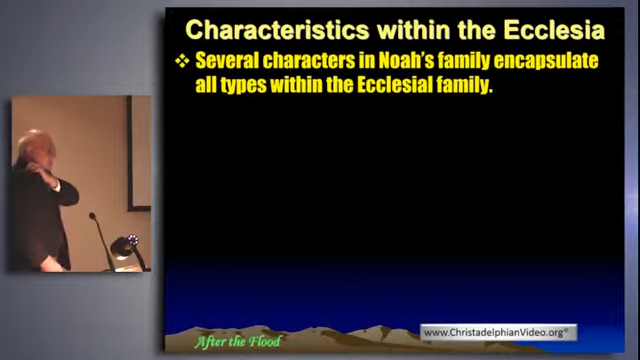 Characteristics within the Ecclesia
❖ Several characters in Noah's family encapsulate
all types within the Ecclesial family.
After the Flood
www.ChristadelphianVideo.org®